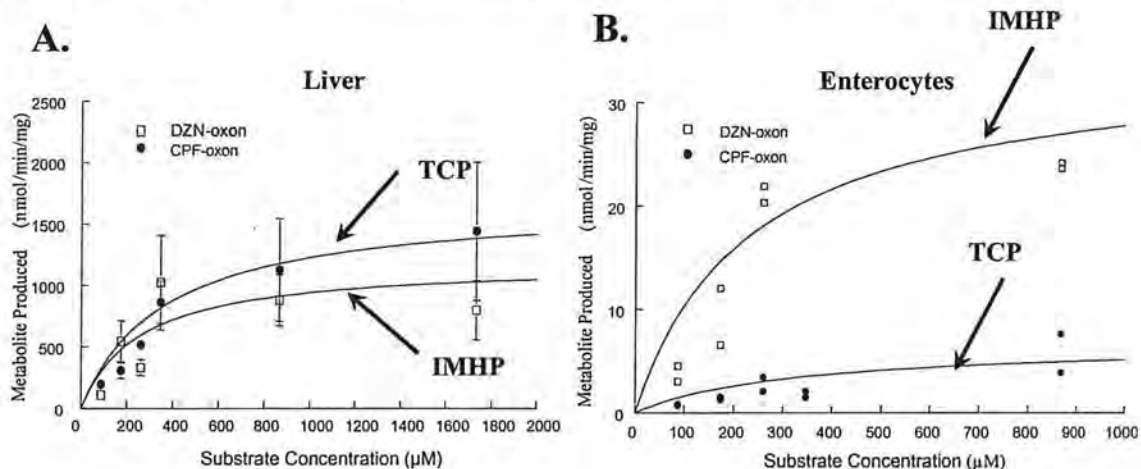 A.
Liver
Metabolite Produced (nmol/min/mg)
2500
2000
1500
1000
500
0
DZN-oxon
CPF-oxon
TCP
IMHP
0 200 400 600 800 1000 1200 1400 1600 1800 2000
Substrate Concentration (µM)
B.
IMHP
Enterocytes
Metabolite Produced (nmol/min/mg)
30
20
10
0
DZN-oxon
CPF-oxon
TCP
0 100 200 300 400 500 600 700 800 900 1000
Substrate Concentration (µM)